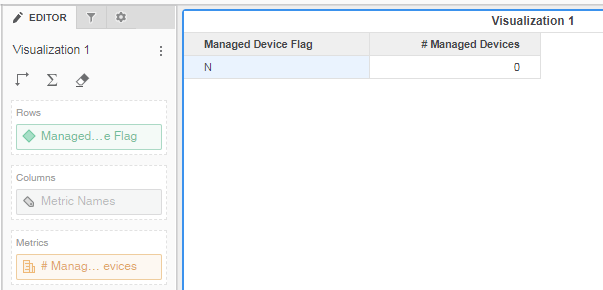 EDITOR
Visualization 1
Rows
Managed...e Flag
Columns
Metric Names
Metrics
# Manag... evices
Visualization 1
Managed Device Flag # Managed Devices
N 0